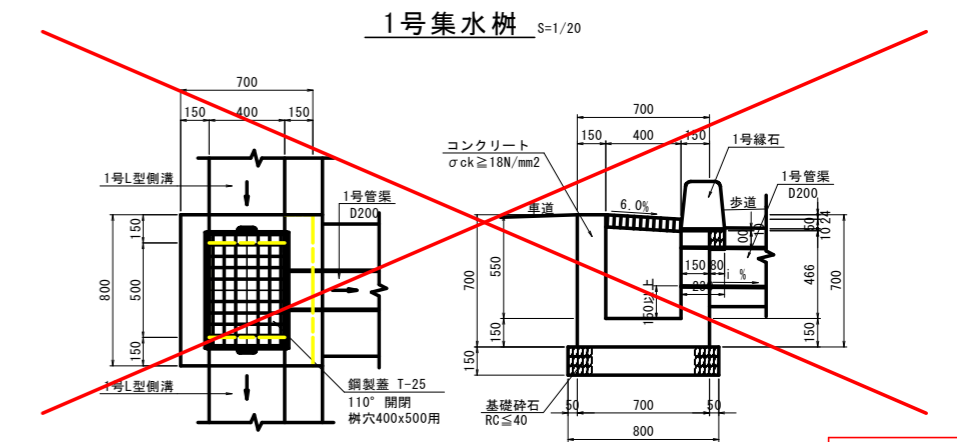 1号集水桝 S=1/20
700
150 400 150
1号L型側溝
1号管渠
D200
150
500
800
150
1号L型側溝
鋼製蓋 T-25
110° 開閉
桝穴400x500用
700
150 400 150
コンクリート
σck≧18N/mm2
1号縁石
1号管渠
D200
車道
6.0%
歩道
50
24
10
550
700
150
150
150 80
i %
150以上
466
700
150
基礎砕石
RC≦40
50 700 50
800